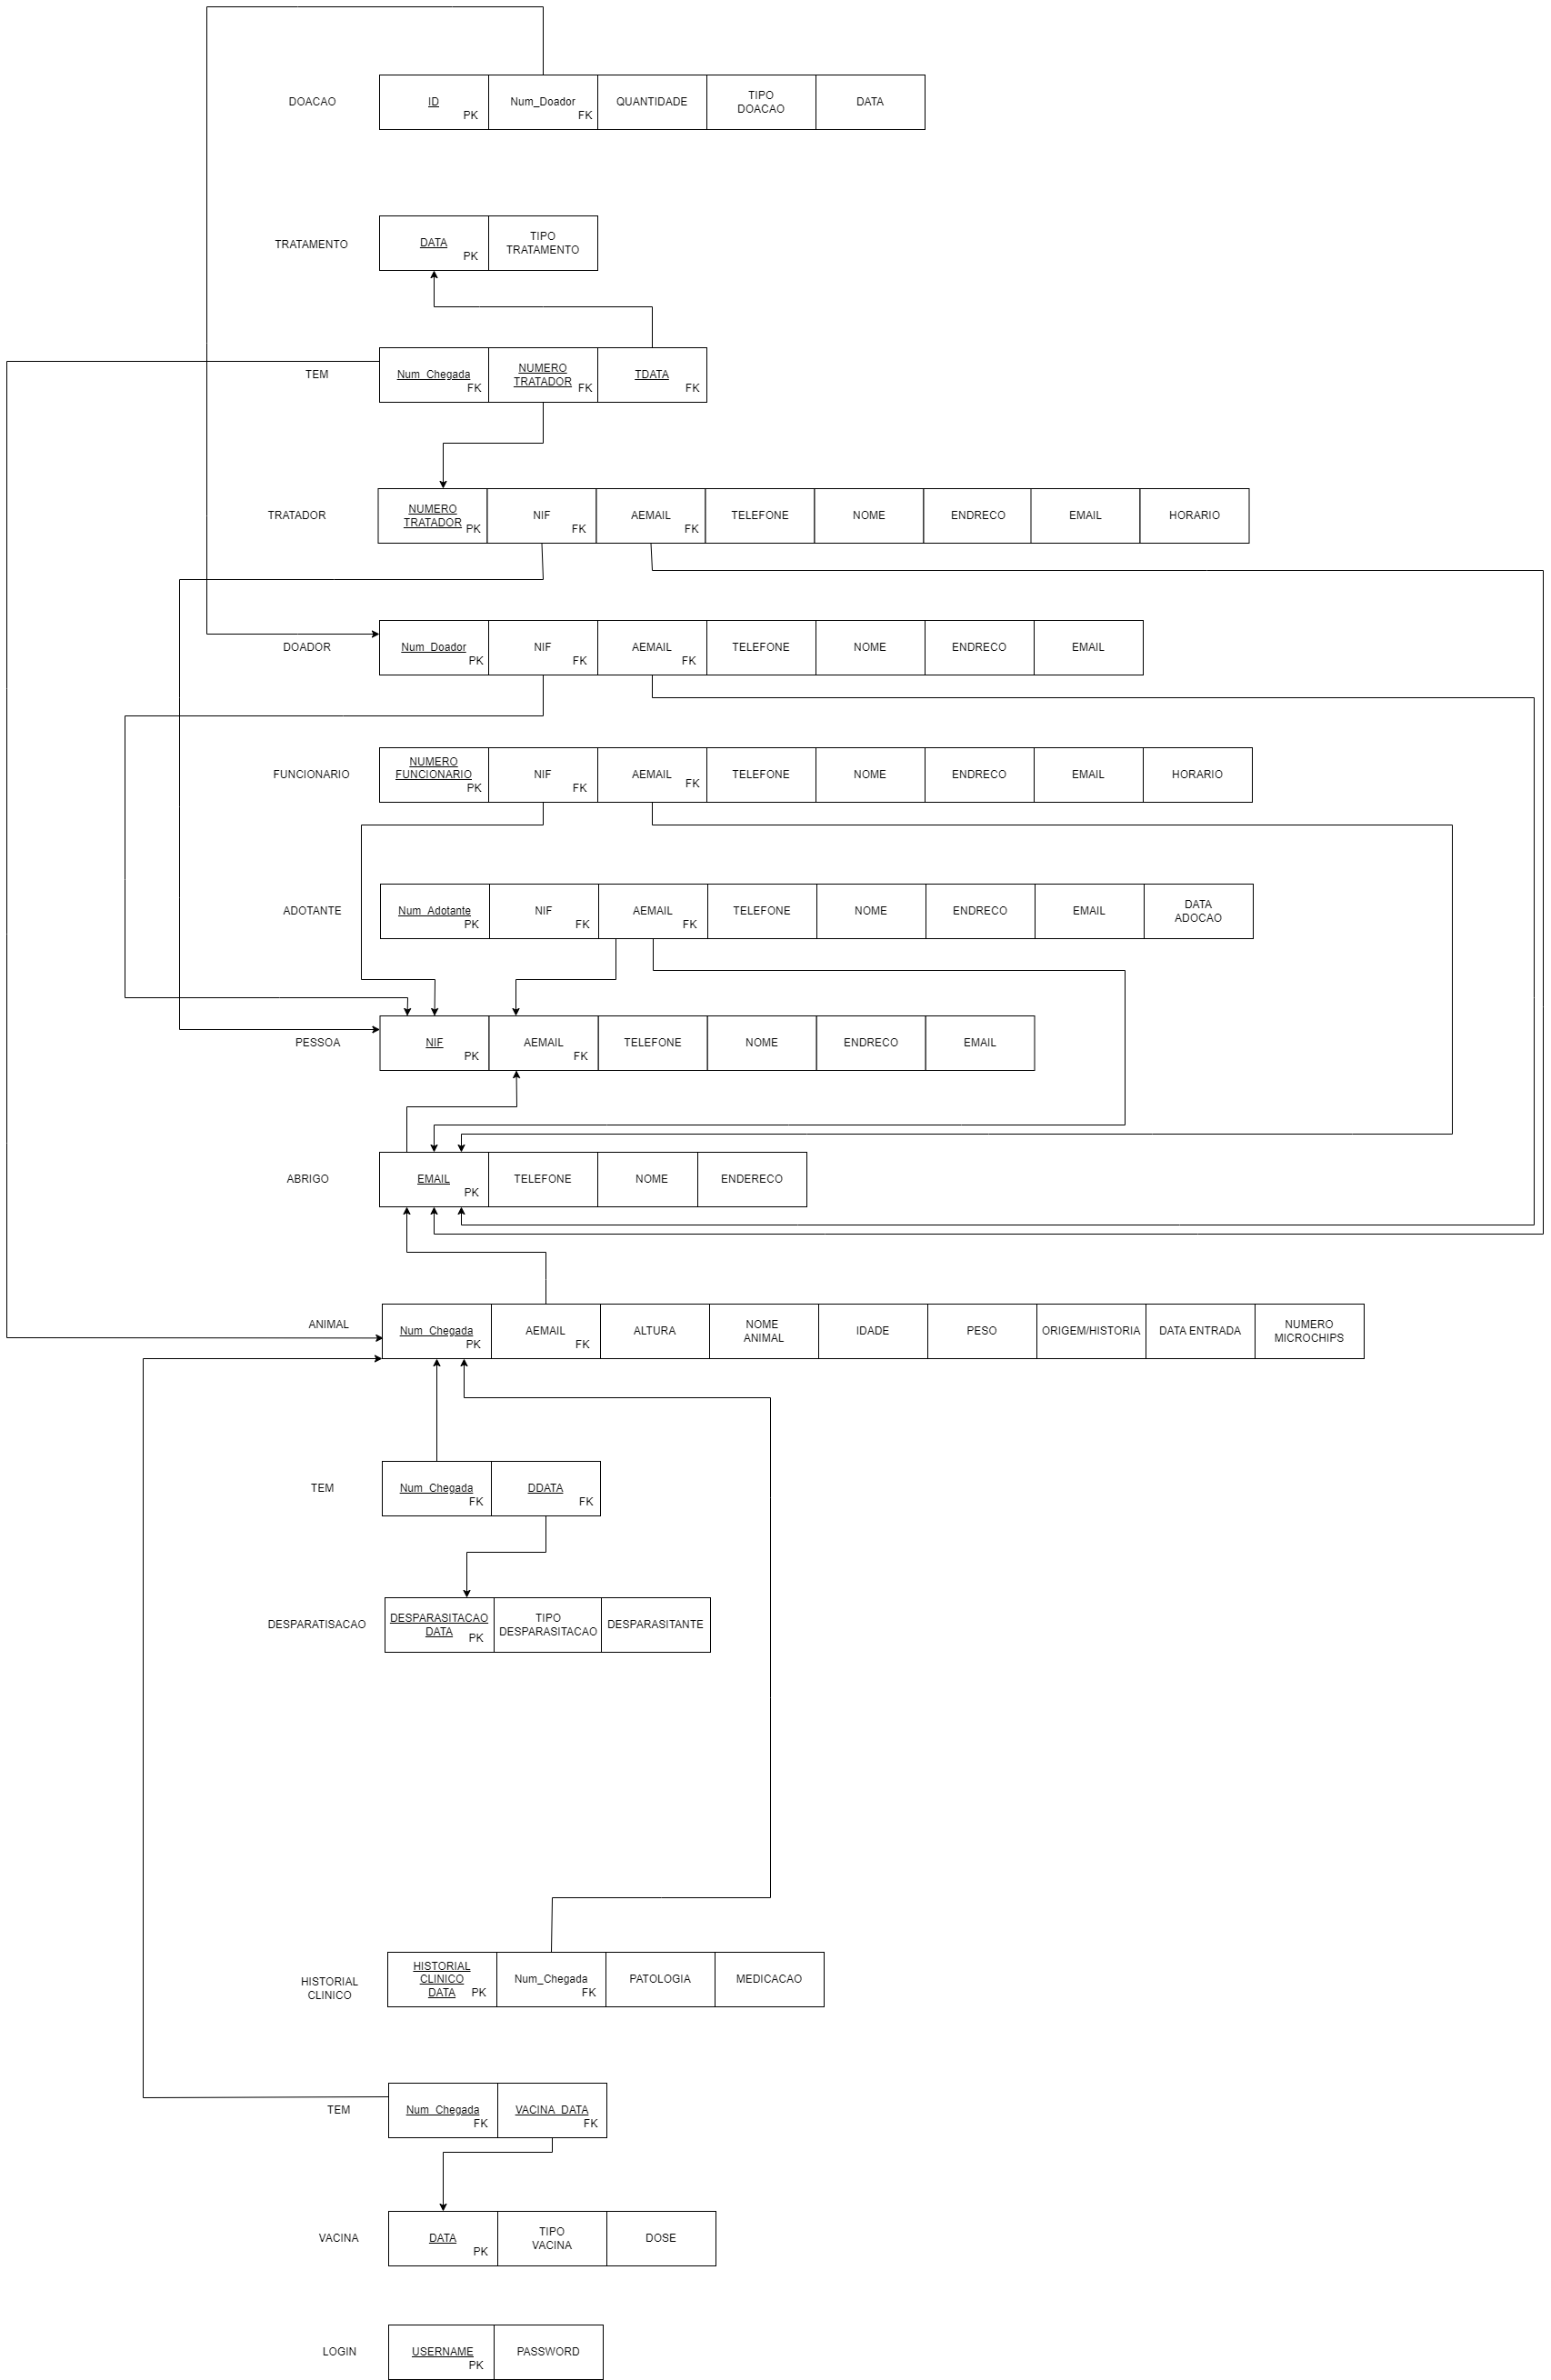 DOACAO
ID
PK
Num_Doador
FK
QUANTIDADE
TIPO
DOACAO
DATA
TRATAMENTO
DATA
PK
TIPO
TRATAMENTO
TEM
Num_Chegada
FK
NUMERO
TRATADOR
FK
TDATA
FK
TRATADOR
NUMERO
TRATADOR
PK
NIF
FK
AEMAIL
FK
TELEFONE
NOME
ENDRECO
EMAIL
HORARIO
DOADOR
Num_Doador
PK
NIF
FK
AEMAIL
FK
TELEFONE
NOME
ENDRECO
EMAIL
FUNCIONARIO
NUMERO
FUNCIONARIO
PK
NIF
FK
AEMAIL
FK
TELEFONE
NOME
ENDRECO
EMAIL
HORARIO
ADOTANTE
Num_Adotante
PK
NIF
FK
AEMAIL
FK
TELEFONE
NOME
ENDRECO
EMAIL
DATA
ADOCAO
PESSOA
NIF
PK
AEMAIL
FK
TELEFONE
NOME
ENDRECO
EMAIL
ABRIGO
EMAIL
PK
TELEFONE
NOME
ENDERECO
ANIMAL
Num_Chegada
PK
AEMAIL
FK
ALTURA
NOME
ANIMAL
IDADE
PESO
ORIGEM/HISTORIA
DATA ENTRADA
NUMERO
MICROCHIPS
TEM
Num_Chegada
FK
DDATA
FK
DESPARATISACAO
DESPARASITACAO
DATA
PK
TIPO
DESPARASITACAO
DESPARASITANTE
HISTORIAL
CLINICO
HISTORIAL
CLINICO
DATA
PK
Num_Chegada
FK
PATOLOGIA
MEDICACAO
TEM
Num_Chegada
FK
VACINA_DATA
FK
VACINA
DATA
PK
TIPO
VACINA
DOSE
LOGIN
USERNAME
PK
PASSWORD